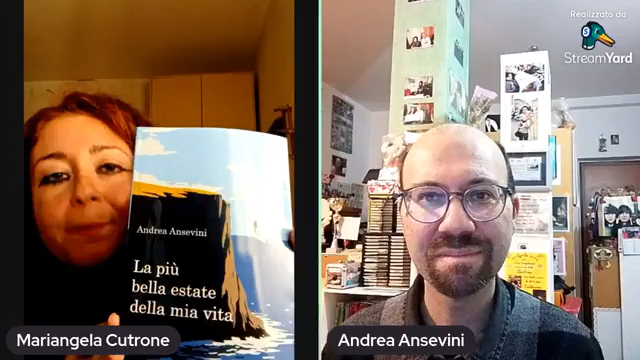 Realizzato da
StreamYard
Andrea Ansevini
La più
bella estate
della mia vita
Mariangela Cutrone
Andrea Ansevini